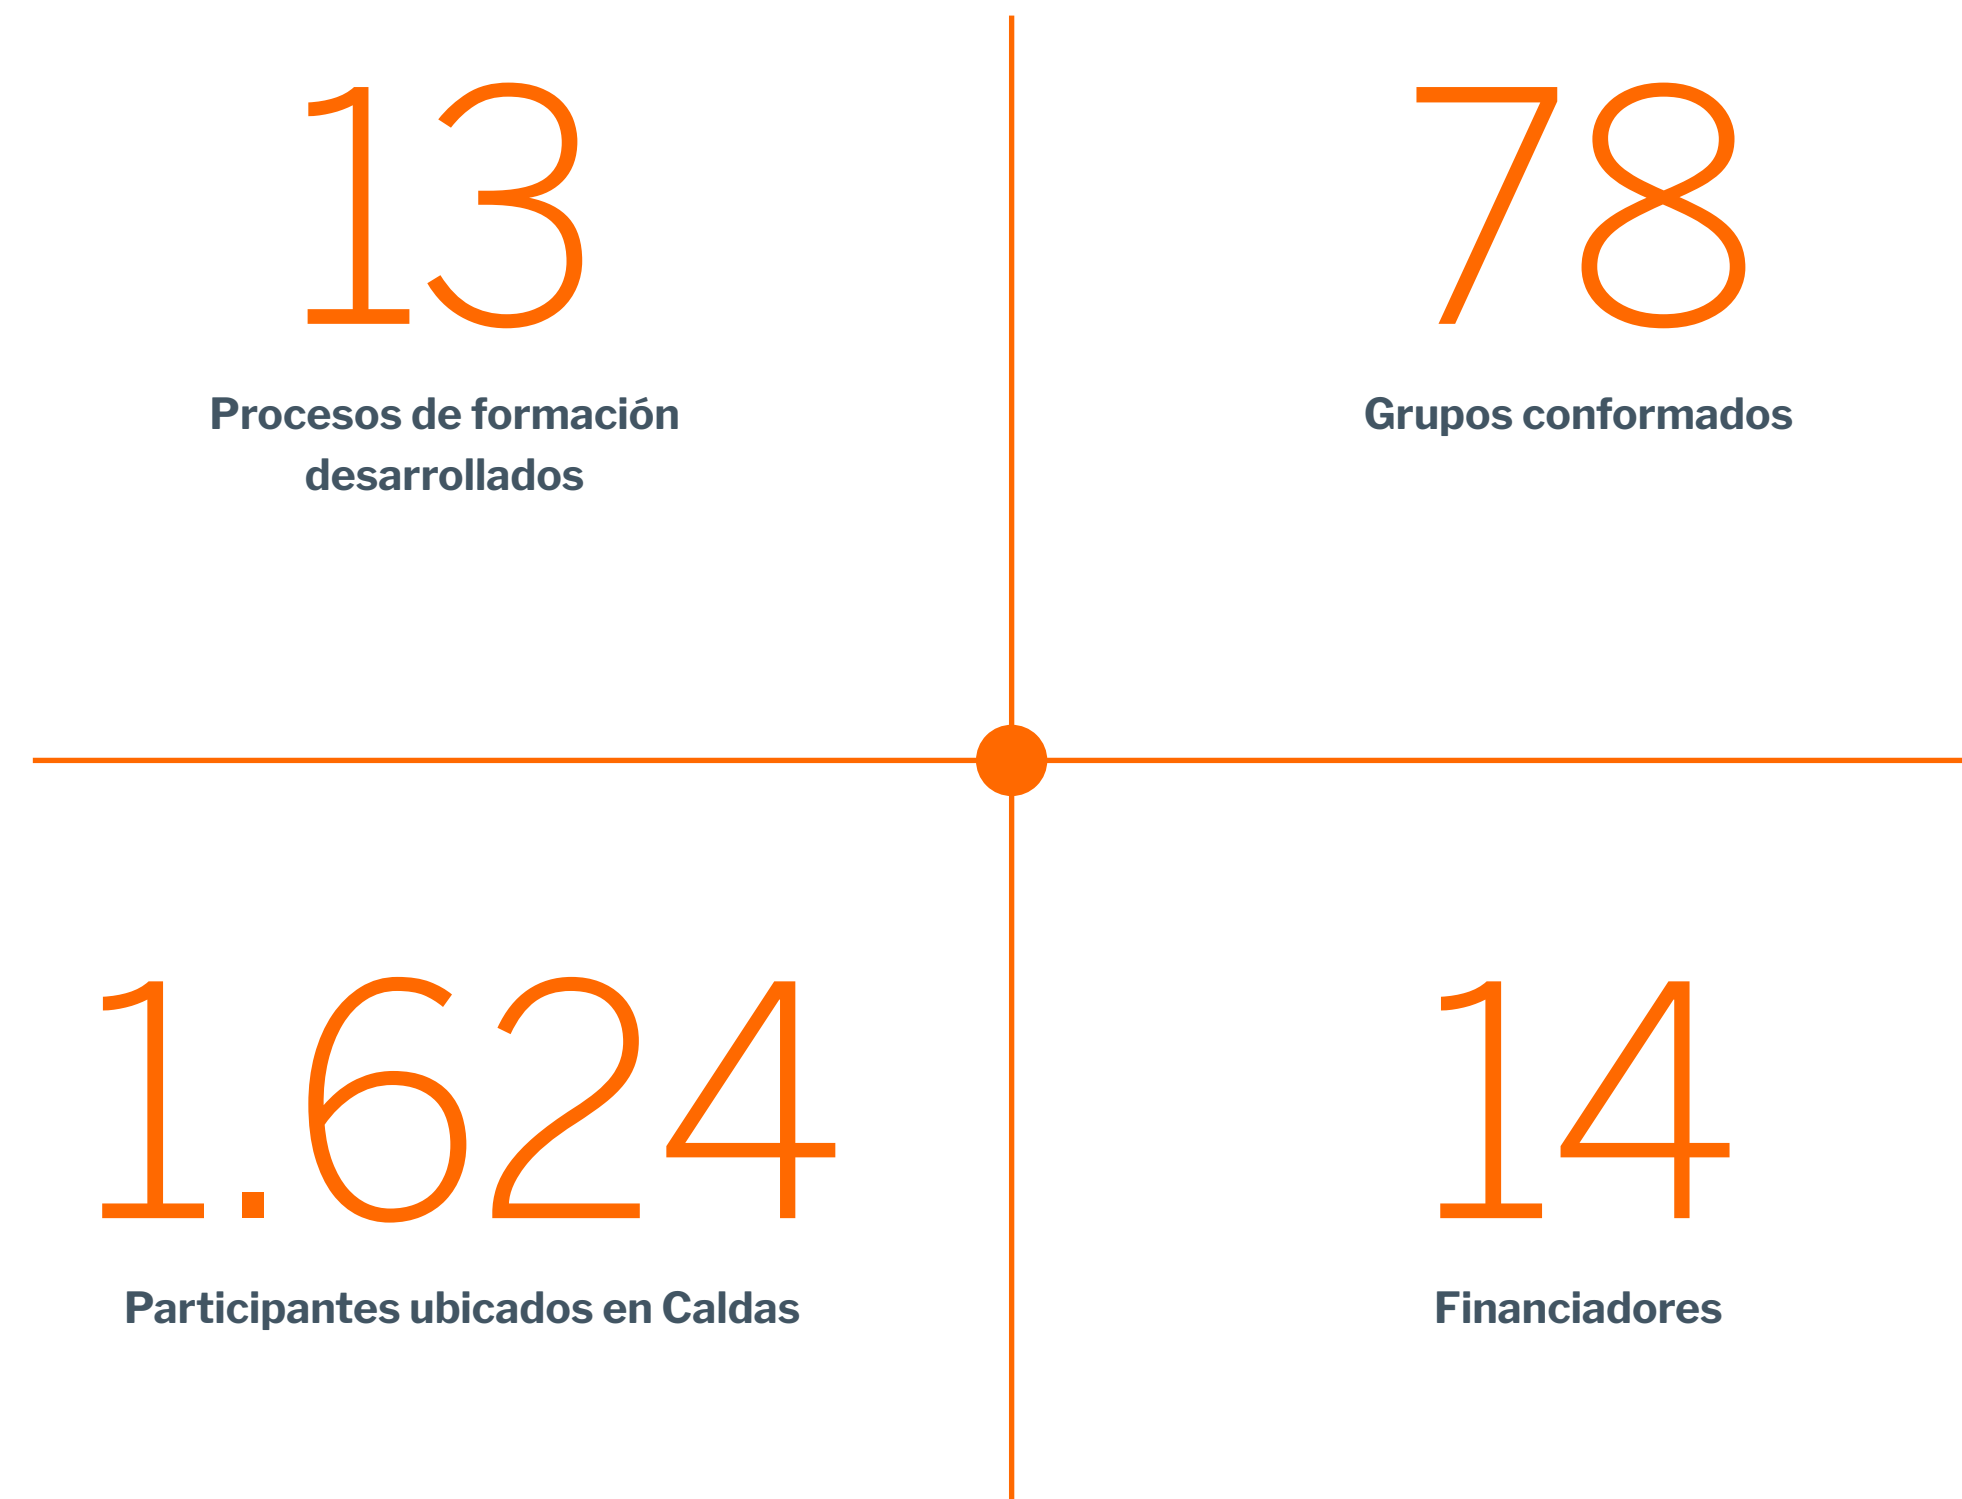 13
Procesos de formación
desarrollados
78
Grupos conformados
1.624
Participantes ubicados en Caldas
14
Financiadores